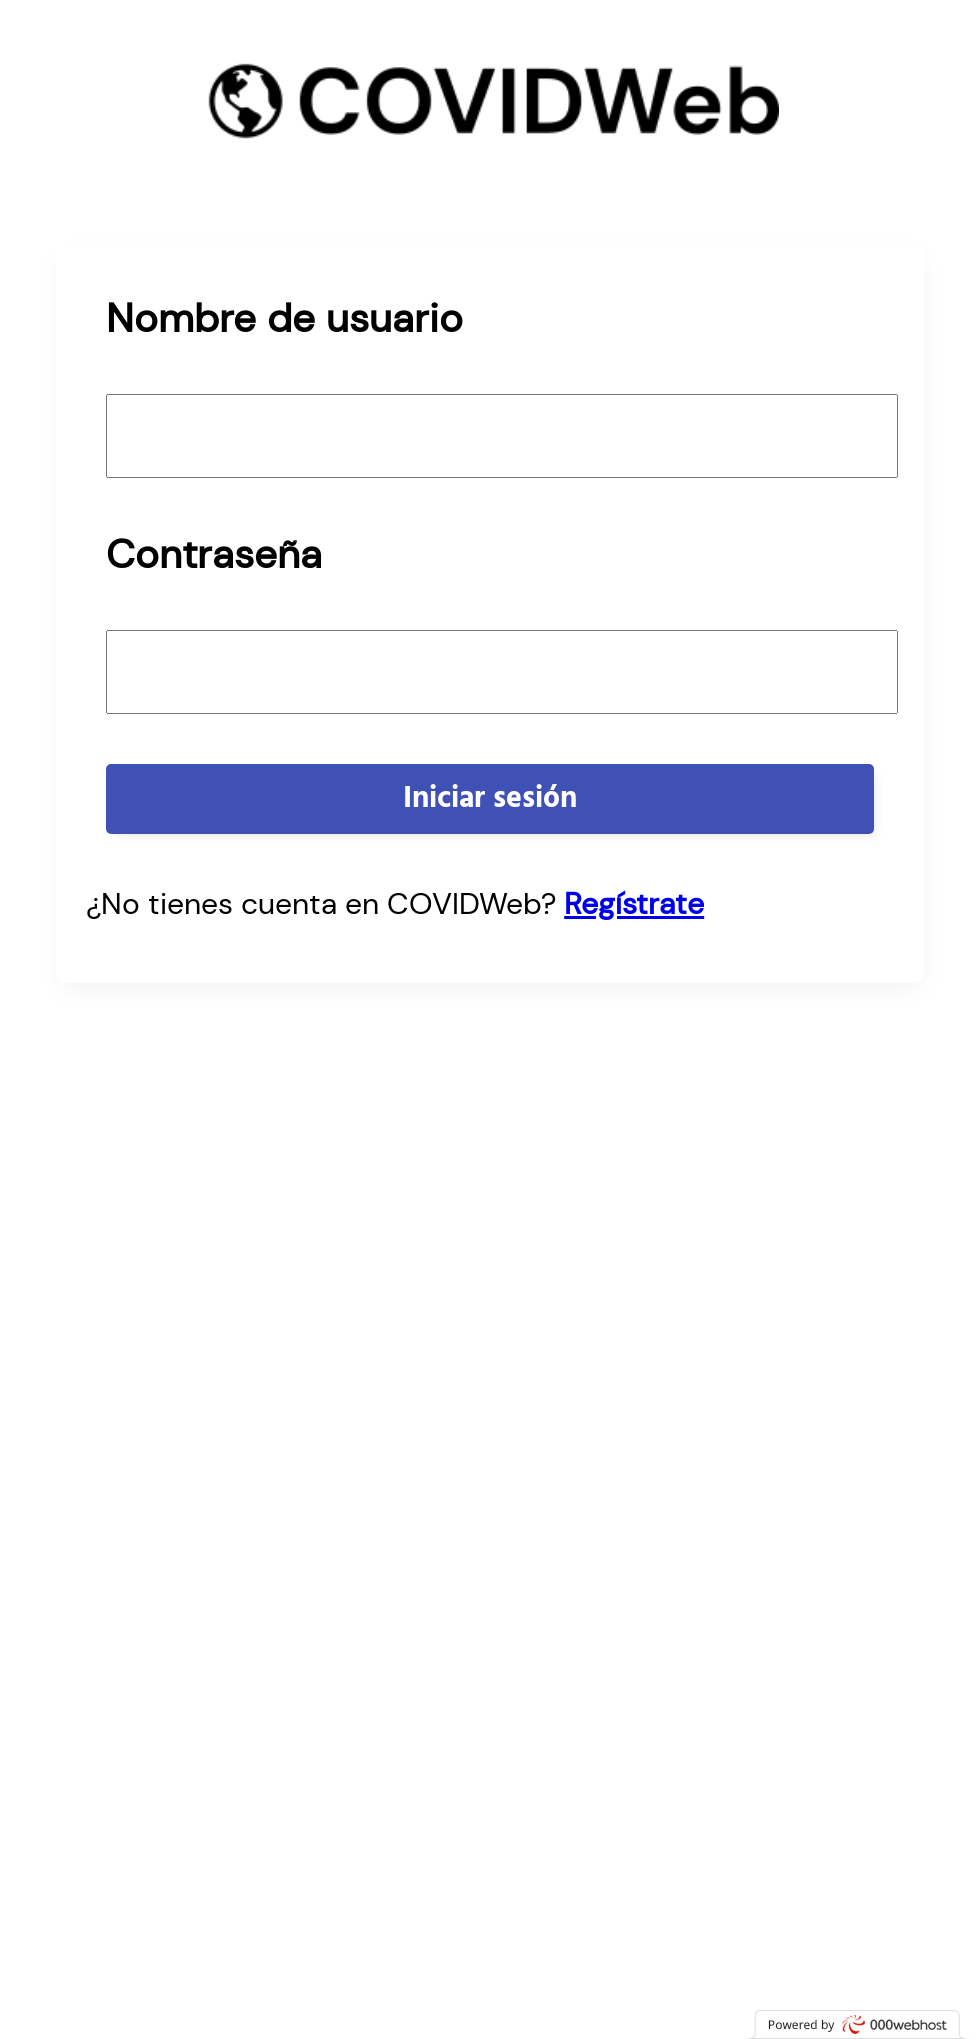 COVIDWeb
Nombre de usuario
Contraseña
Iniciar sesión
¿No tienes cuenta en COVIDWeb? Regístrate
Powered by 000webhost